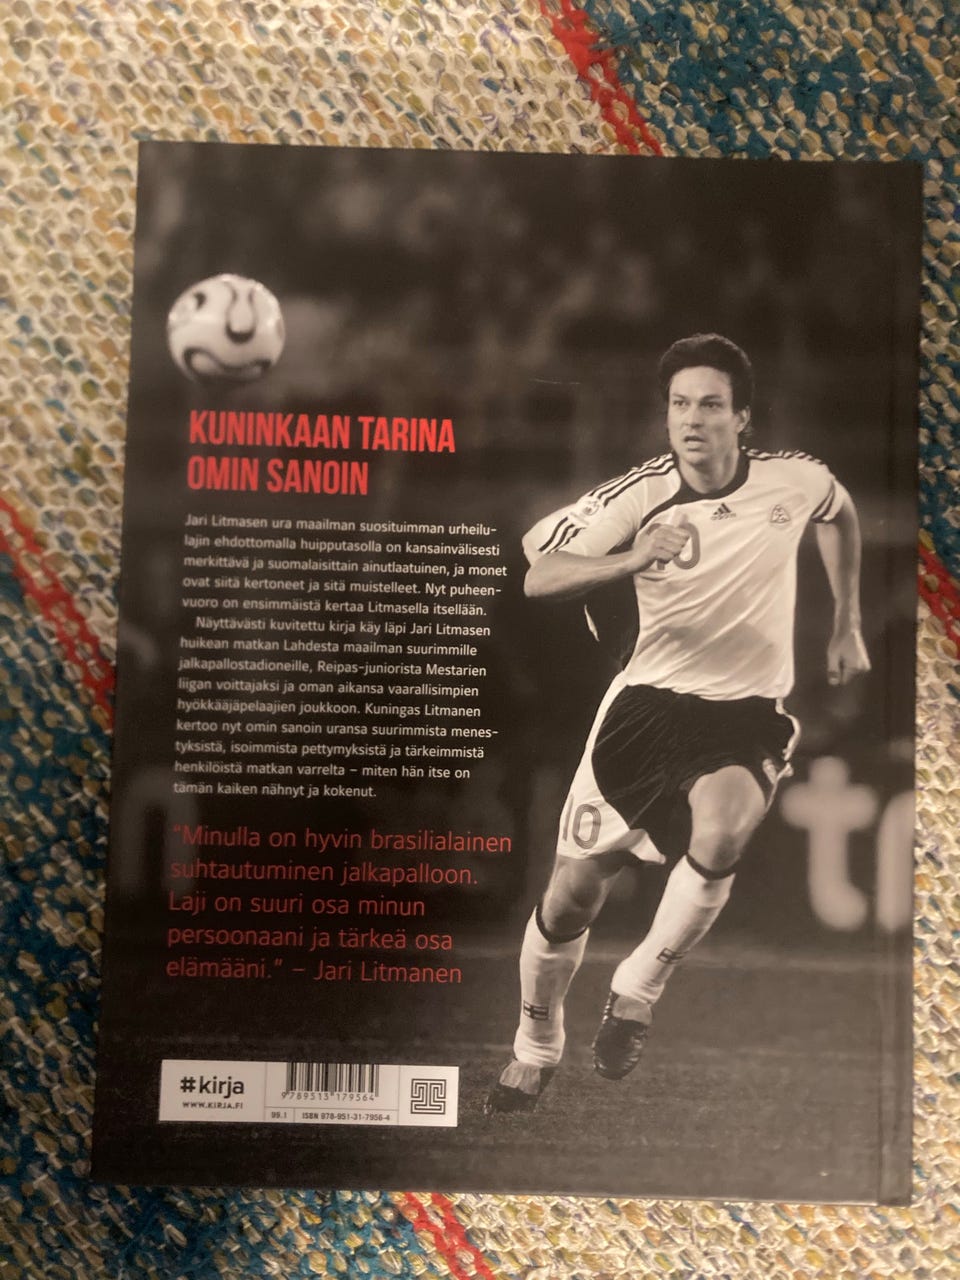 KUNINKAAN TARINA
OMIN SANOIN
Jari Litmasen ura maailman suosituimman urheilu-
lajin ehdottomalla huipputasolla on kansainvälisesti
merkittävä ja suomalaisittain ainutlaatuinen, ja monet
ovat siitä kertoneet ja sitä muistelleet. Nyt puheen-
vuoro on ensimmäistä kertaa Litmasella itsellään.
Näyttävästi kuvitettu kirja käy läpi Jari Litmasen
huikean matkan Lahdesta maailman suurimmille
jalkapallostadioneille, Reipas-juniorista Mestarien
liigan voittajaksi ja oman aikansa vaarallisimpien
hyökkääjäpelaajien joukkoon. Kuningas Litmanen
kertoo nyt omin sanoin uransa suurimmista menes-
tyksistä, isoimmista pettymyksistä ja tärkeimmistä
henkilöistä matkan varrelta – miten hän itse on
tämän kaiken nähnyt ja kokenut.
"Minulla on hyvin brasilialainen
suhtautuminen jalkapalloon.
Laji on suuri osa minun
persoonaani ja tärkeä osa
elämääni." – Jari Litmanen
adidas
10
10
#kirja
WWW.KIRJA.FI
9789513179564
99.1
ISBN 978-951-31-7956-4